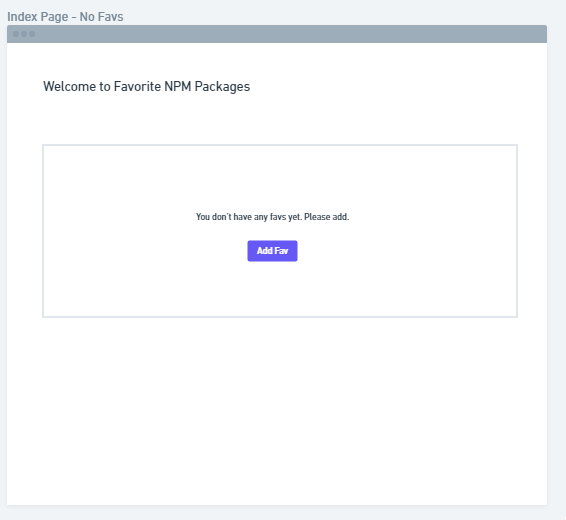 Index Page - No Favs
Welcome to Favorite NPM Packages
You don't have any favs yet. Please add.
Add Fav